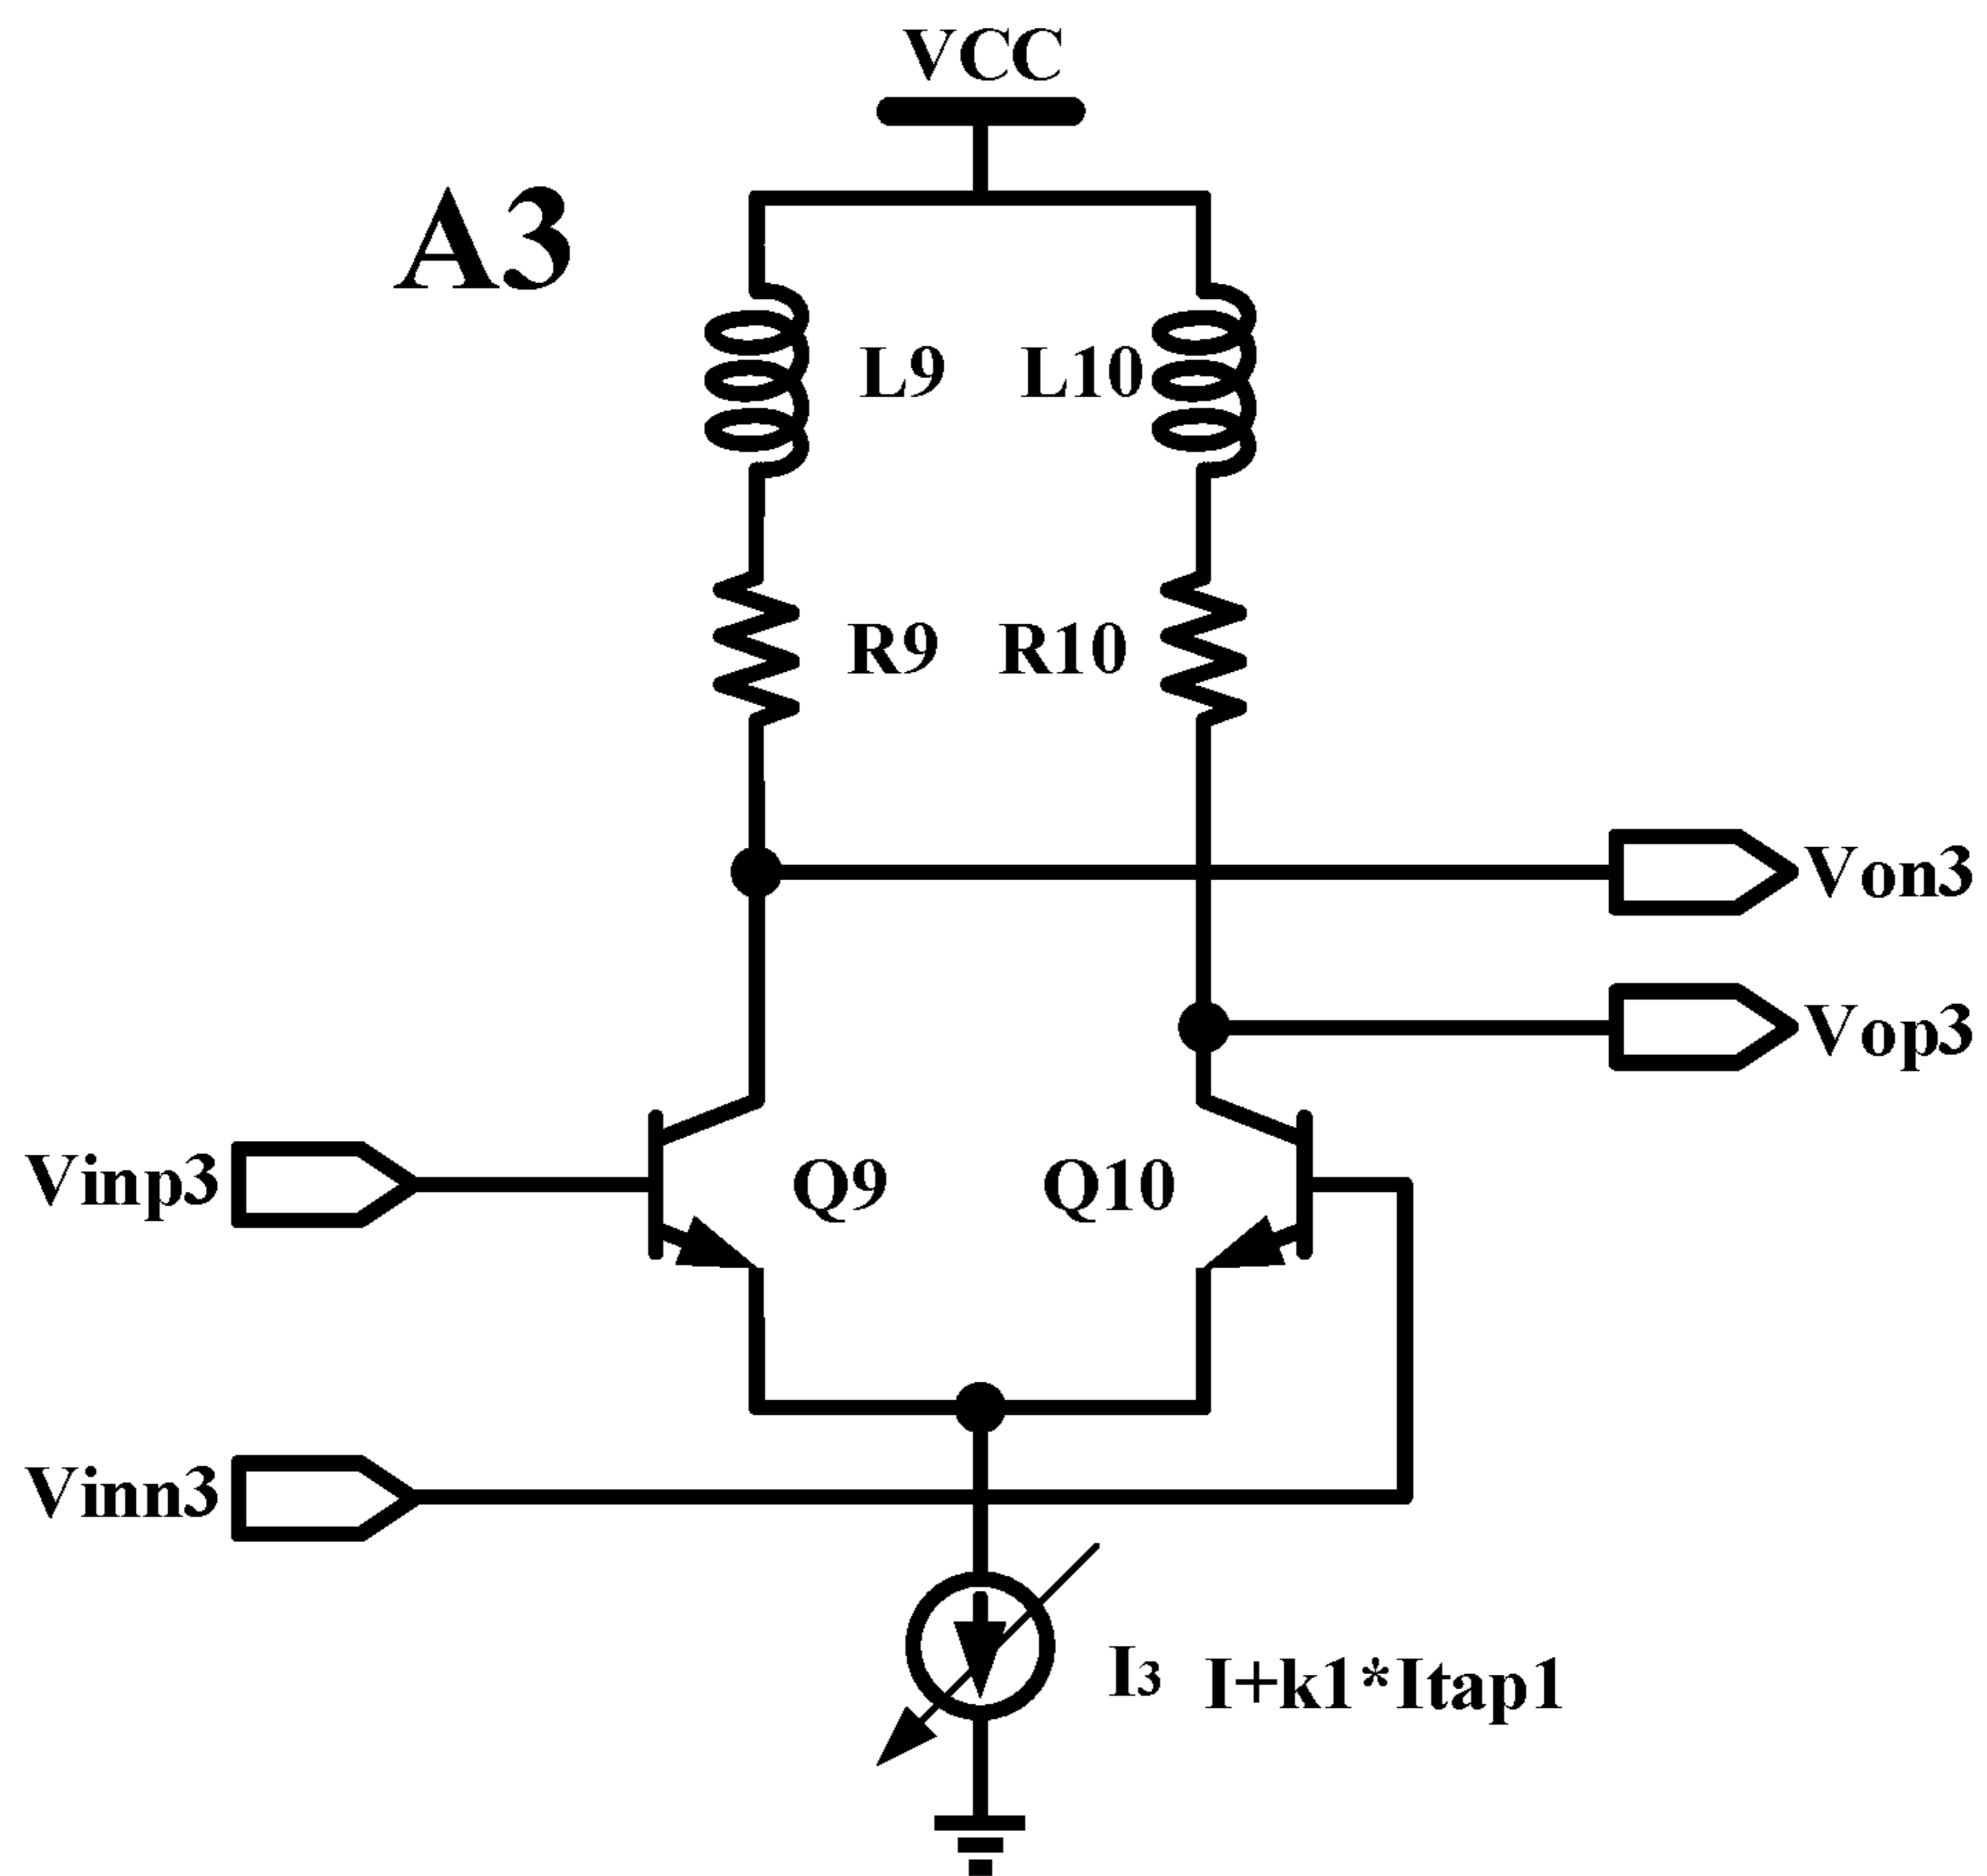 VCC
A3
L9 L10
R9 R10
Von3
Vop3
Vinp3 Q9 Q10
Vinn3
I3 I+k1*Itap1